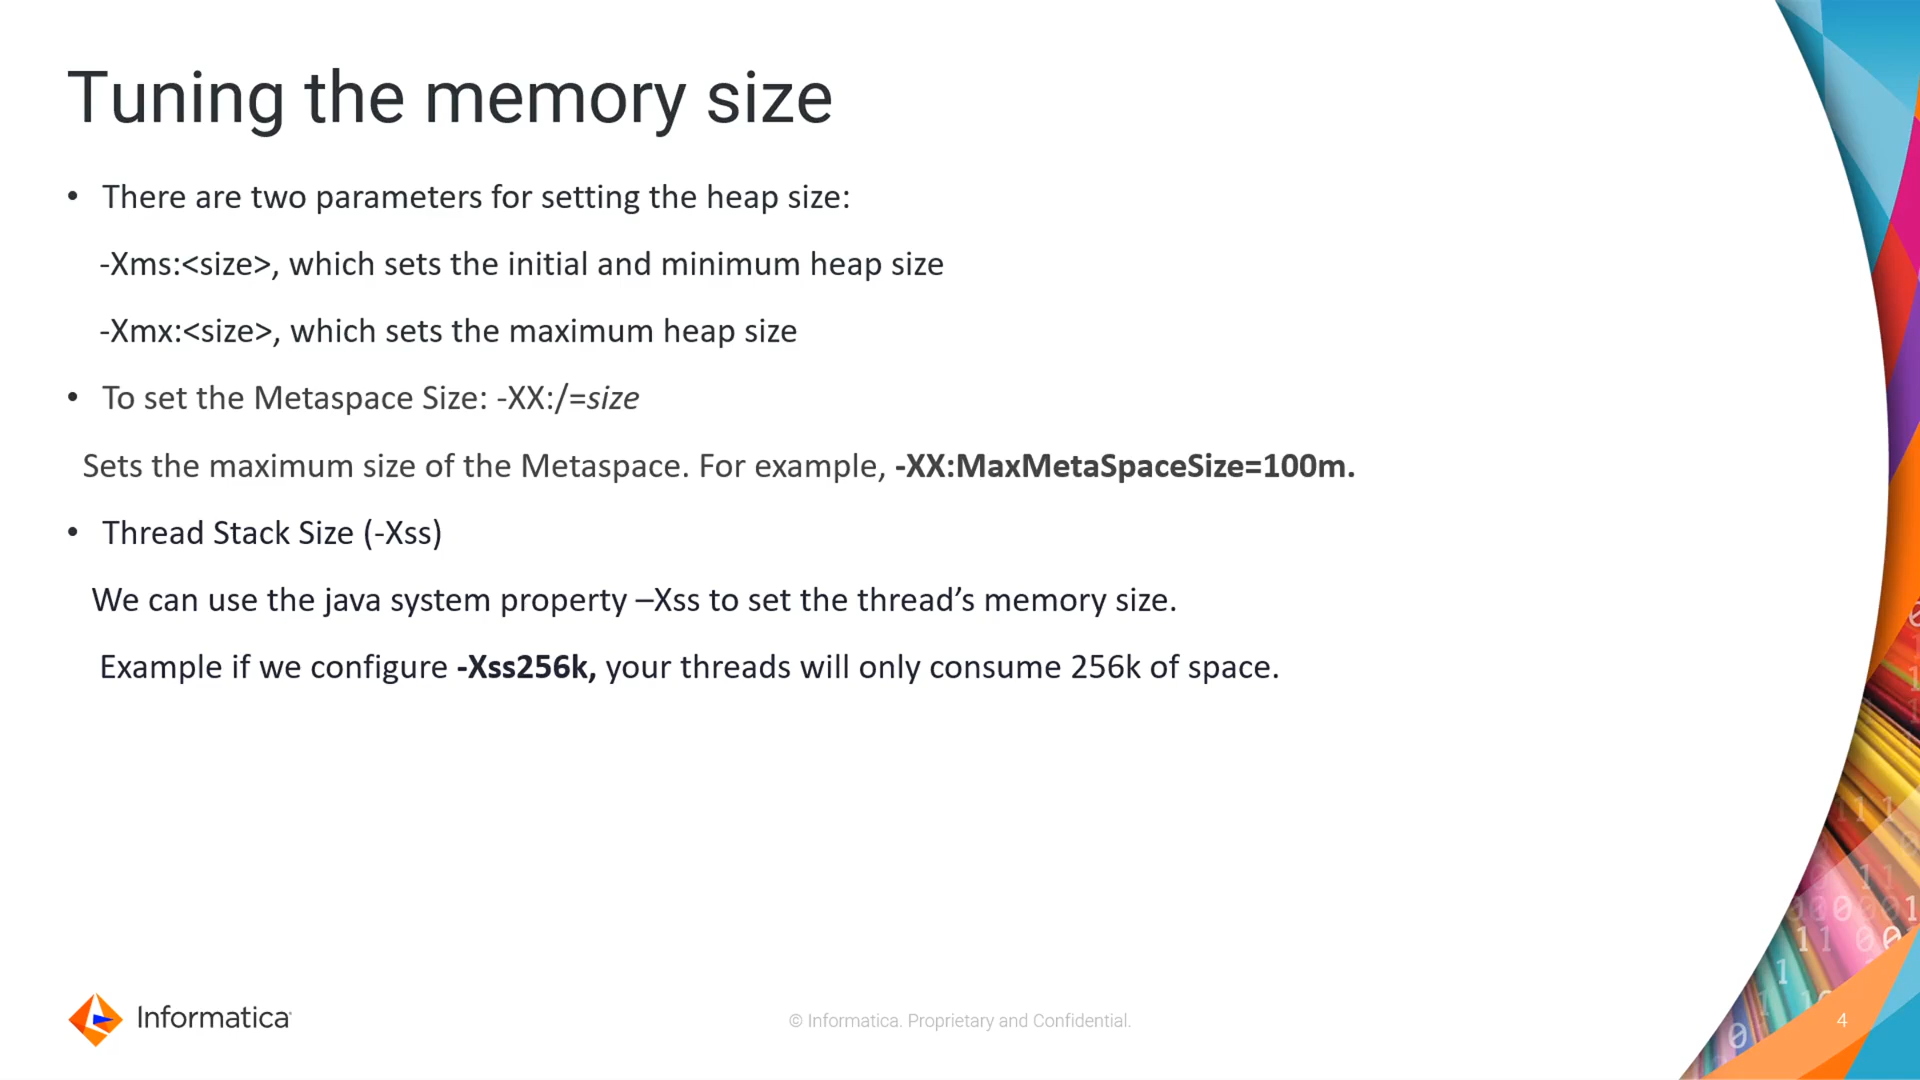 Tuning the memory size
• There are two parameters for setting the heap size:
-Xms:<size>, which sets the initial and minimum heap size
-Xmx:<size>, which sets the maximum heap size
• To set the Metaspace Size: -XX:/=size
Sets the maximum size of the Metaspace. For example, -XX:MaxMetaSpaceSize=100m.
• Thread Stack Size (-Xss)
We can use the java system property –Xss to set the thread’s memory size.
Example if we configure -Xss256k, your threads will only consume 256k of space.
Informatica
© Informatica. Proprietary and Confidential.
4